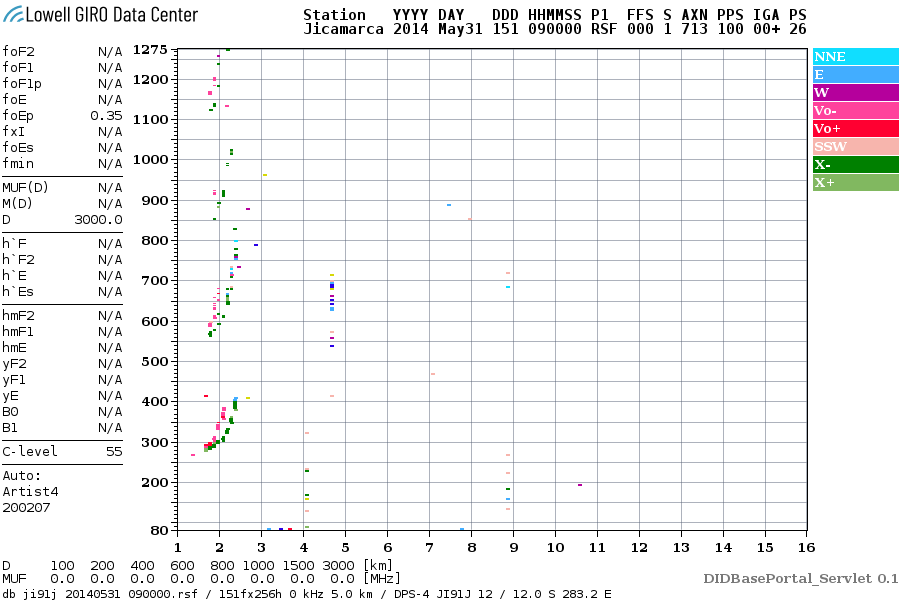 Lowell GIRO Data Center
Station YYYY DAY DDD HHMMSS P1 FFS S AXN PPS IGA PS
Jicamarca 2014 May31 151 090000 RSF 000 1 713 100 00+ 26
foF2 N/A
foF1 N/A
foF1p N/A
foE N/A
foEp 0.35
fxI N/A
foEs N/A
fmin N/A
MUF(D) N/A
M(D) N/A
D 3000.0
h`F N/A
h`F2 N/A
h`E N/A
h`Es N/A
hmF2 N/A
hmF1 N/A
hmE N/A
yF2 N/A
yF1 N/A
yE N/A
B0 N/A
B1 N/A
C-level 55
Auto:
Artist4
200207
1275
1200
1100
1000
900
800
700
600
500
400
300
200
80
1 2 3 4 5 6 7 8 9 10 11 12 13 14 15 16
NNE
E
W
Vo-
Vo+
SSW
X-
X+
D 100 200 400 600 800 1000 1500 3000 [km]
MUF 0.0 0.0 0.0 0.0 0.0 0.0 0.0 0.0 [MHz]
DIDBasePortal_Servlet 0.1
db ji91j 20140531 090000.rsf / 151fx256h 0 kHz 5.0 km / DPS-4 JI91J 12 / 12.0 S 283.2 E